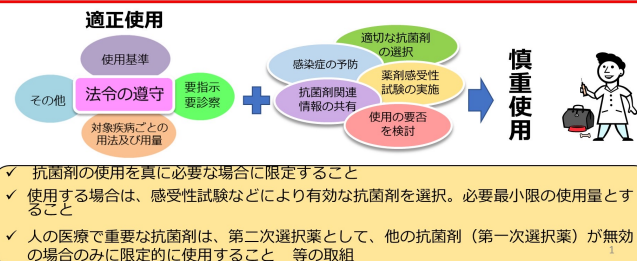 適正使用
使用基準
その他
法令の遵守
要指示
要診察
対象疾病ごとの
用法及び用量
適切な抗菌剤
の選択
感染症の予防
薬剤感受性
試験の実施
抗菌剤関連
情報の共有
使用の要否
を検討
慎重使用
✓ 抗菌剤の使用を真に必要な場合に限定すること
✓ 使用する場合は、感受性試験などにより有効な抗菌剤を選択。必要最小限の使用量とす
ること
✓ 人の医療で重要な抗菌剤は、第二次選択薬として、他の抗菌剤（第一次選択薬）が無効
の場合のみに限定的に使用すること 等の取組
1